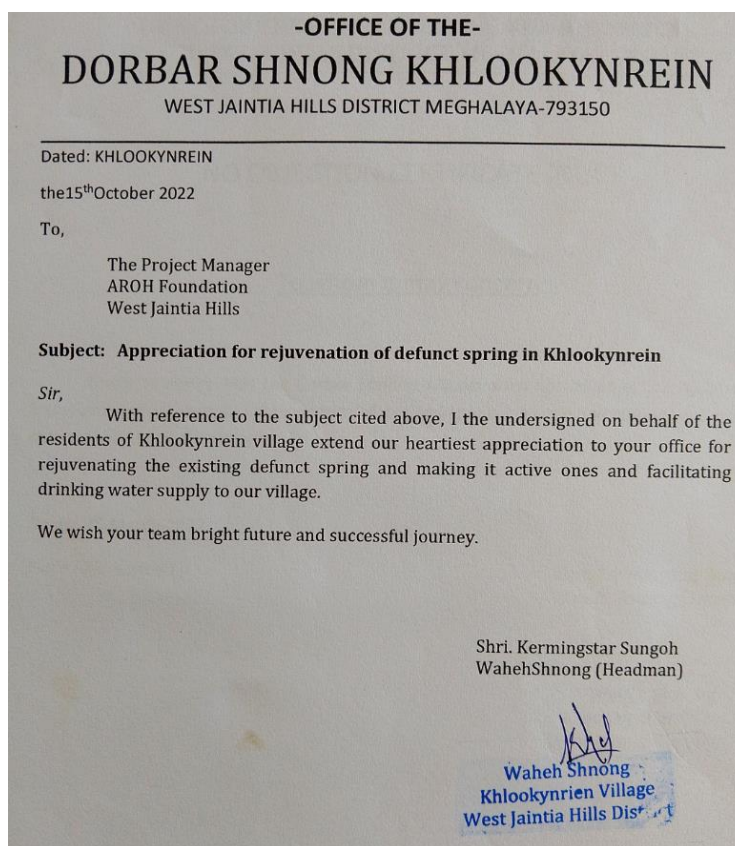 -OFFICE OF THE-
DORBAR SHNONG KHLOOKYNREIN
WEST JAINTIA HILLS DISTRICT MEGHALAYA-793150
Dated: KHLOOKYNREIN
the15thOctober 2022
To,
The Project Manager
AROH Foundation
West Jaintia Hills
Subject: Appreciation for rejuvenation of defunct spring in Khlookynrein
Sir,
With reference to the subject cited above, I the undersigned on behalf of the
residents of Khlookynrein village extend our heartiest appreciation to your office for
rejuvenating the existing defunct spring and making it active ones and facilitating
drinking water supply to our village.
We wish your team bright future and successful journey.
Shri. Kermingstar Sungoh
WahehShnong (Headman)
Waheh Shnong
Khlookynrien Village
West Jaintia Hills